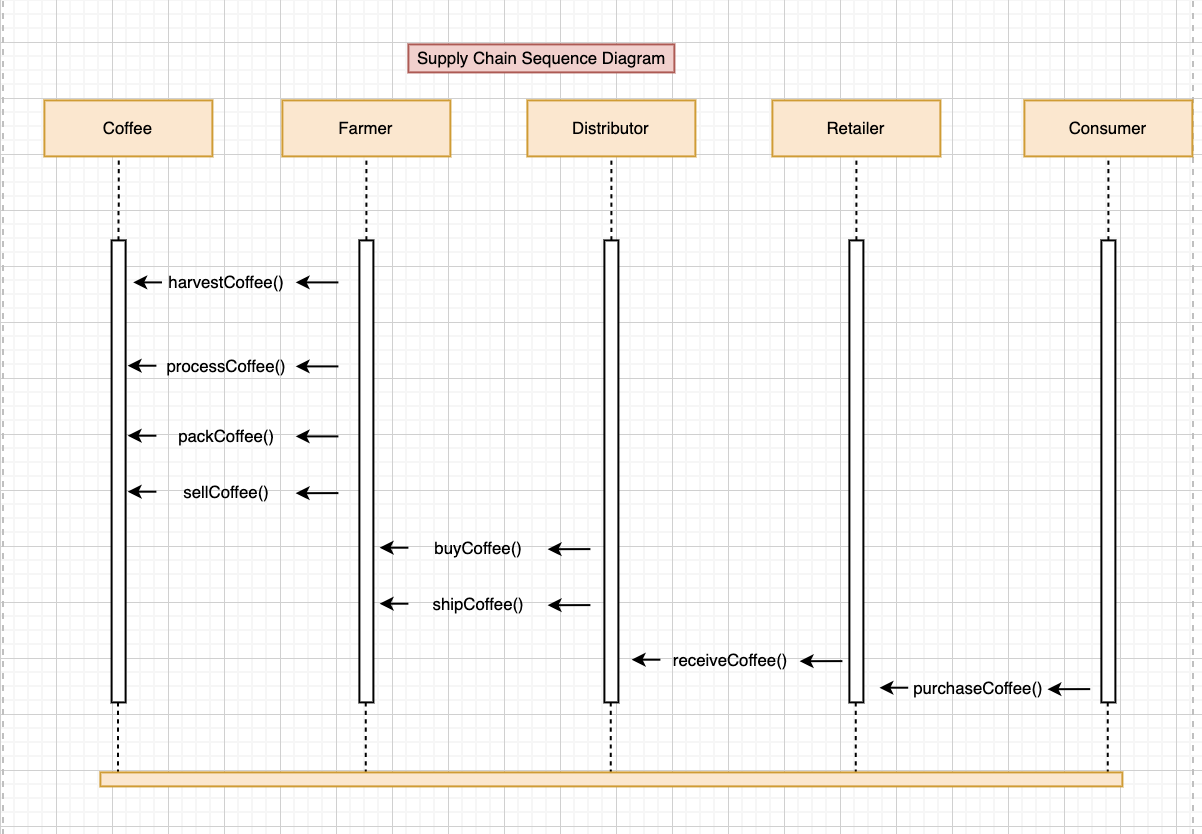 Supply Chain Sequence Diagram
Coffee
Farmer
Distributor
Retailer
Consumer
harvestCoffee()
processCoffee()
packCoffee()
sellCoffee()
buyCoffee()
shipCoffee()
receiveCoffee()
purchaseCoffee()